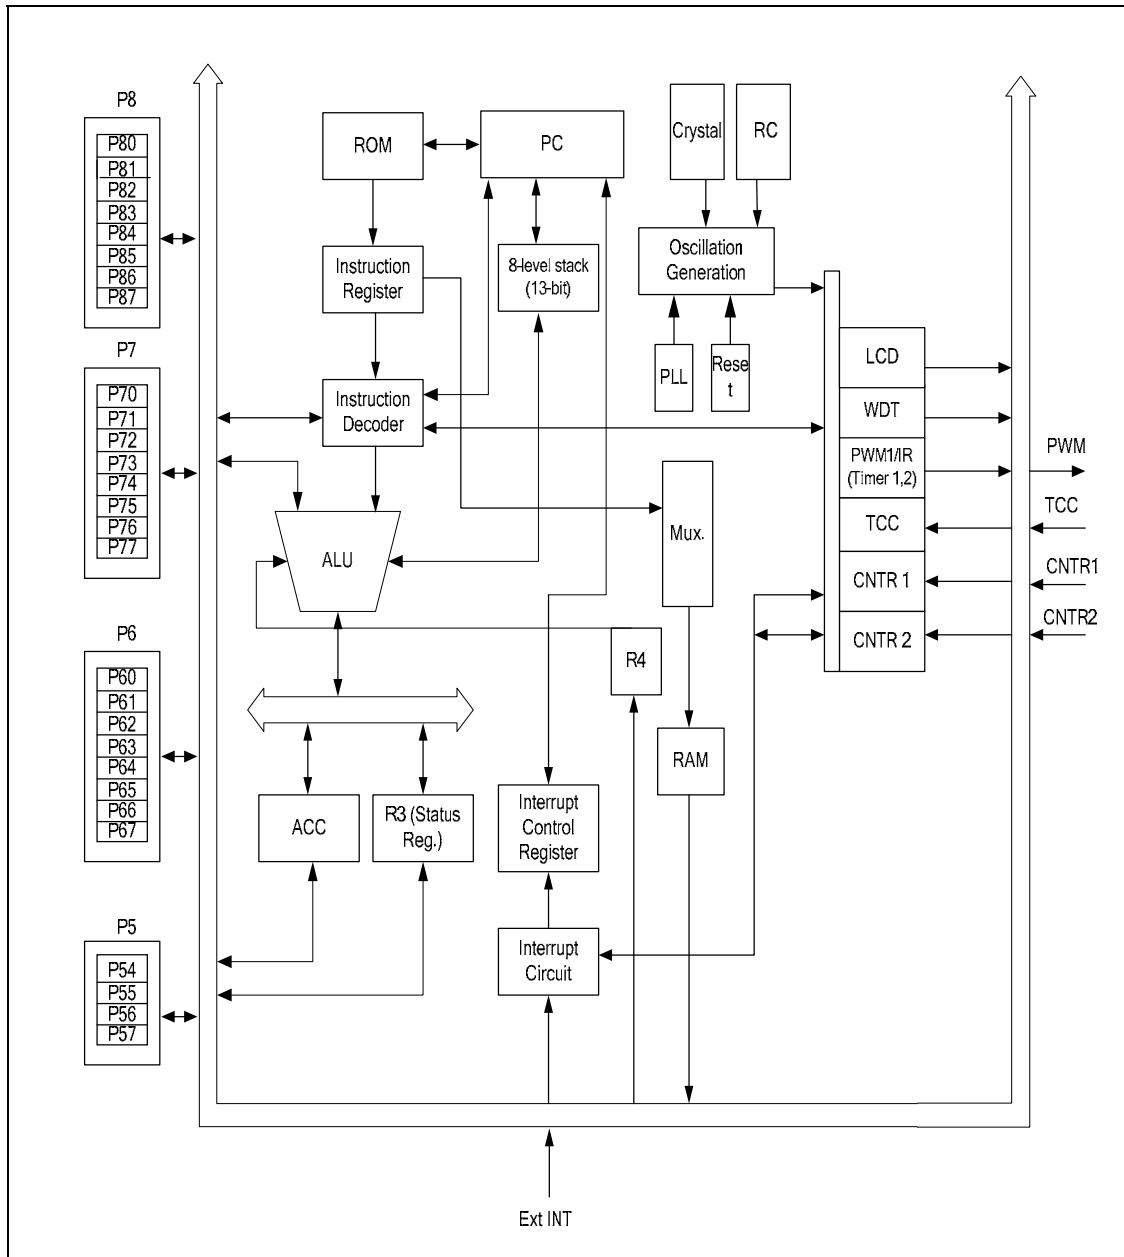 P8
P80
P81
P82
P83
P84
P85
P86
P87
P7
P70
P71
P72
P73
P74
P75
P76
P77
P6
P60
P61
P62
P63
P64
P65
P66
P67
P5
P54
P55
P56
P57
ROM
PC
Crystal
RC
Instruction
Register
8-level stack
(13-bit)
Oscillation
Generation
PLL
Rese
t
Instruction
Decoder
ALU
Mux.
R4
RAM
ACC
R3 (Status
Reg.)
Interrupt
Control
Register
Interrupt
Circuit
LCD
WDT
PWM1/IR
(Timer 1,2)
TCC
CNTR 1
CNTR 2
PWM
TCC
CNTR1
CNTR2
Ext INT